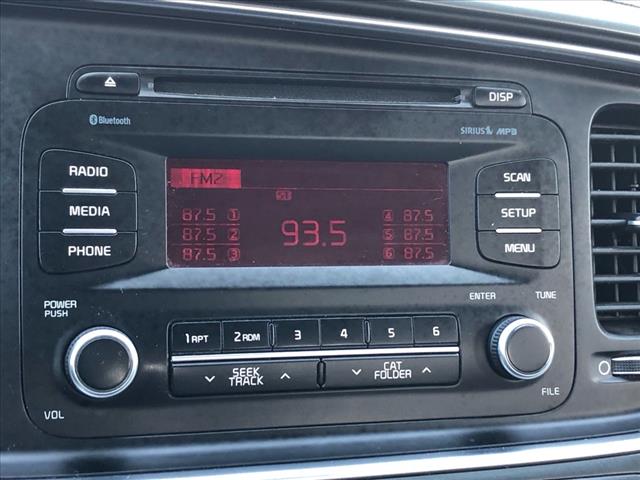 DISP
Bluetooth
SIRIUS MP3
RADIO
MEDIA
PHONE
FM2
87.5 1
87.5 2
87.5 3
93.5
4 87.5
5 87.5
6 87.5
SCAN
SETUP
MENU
POWER
PUSH
VOL
1 RPT
2 RDM
3
4
5
6
SEEK
TRACK
CAT
FOLDER
ENTER
TUNE
FILE